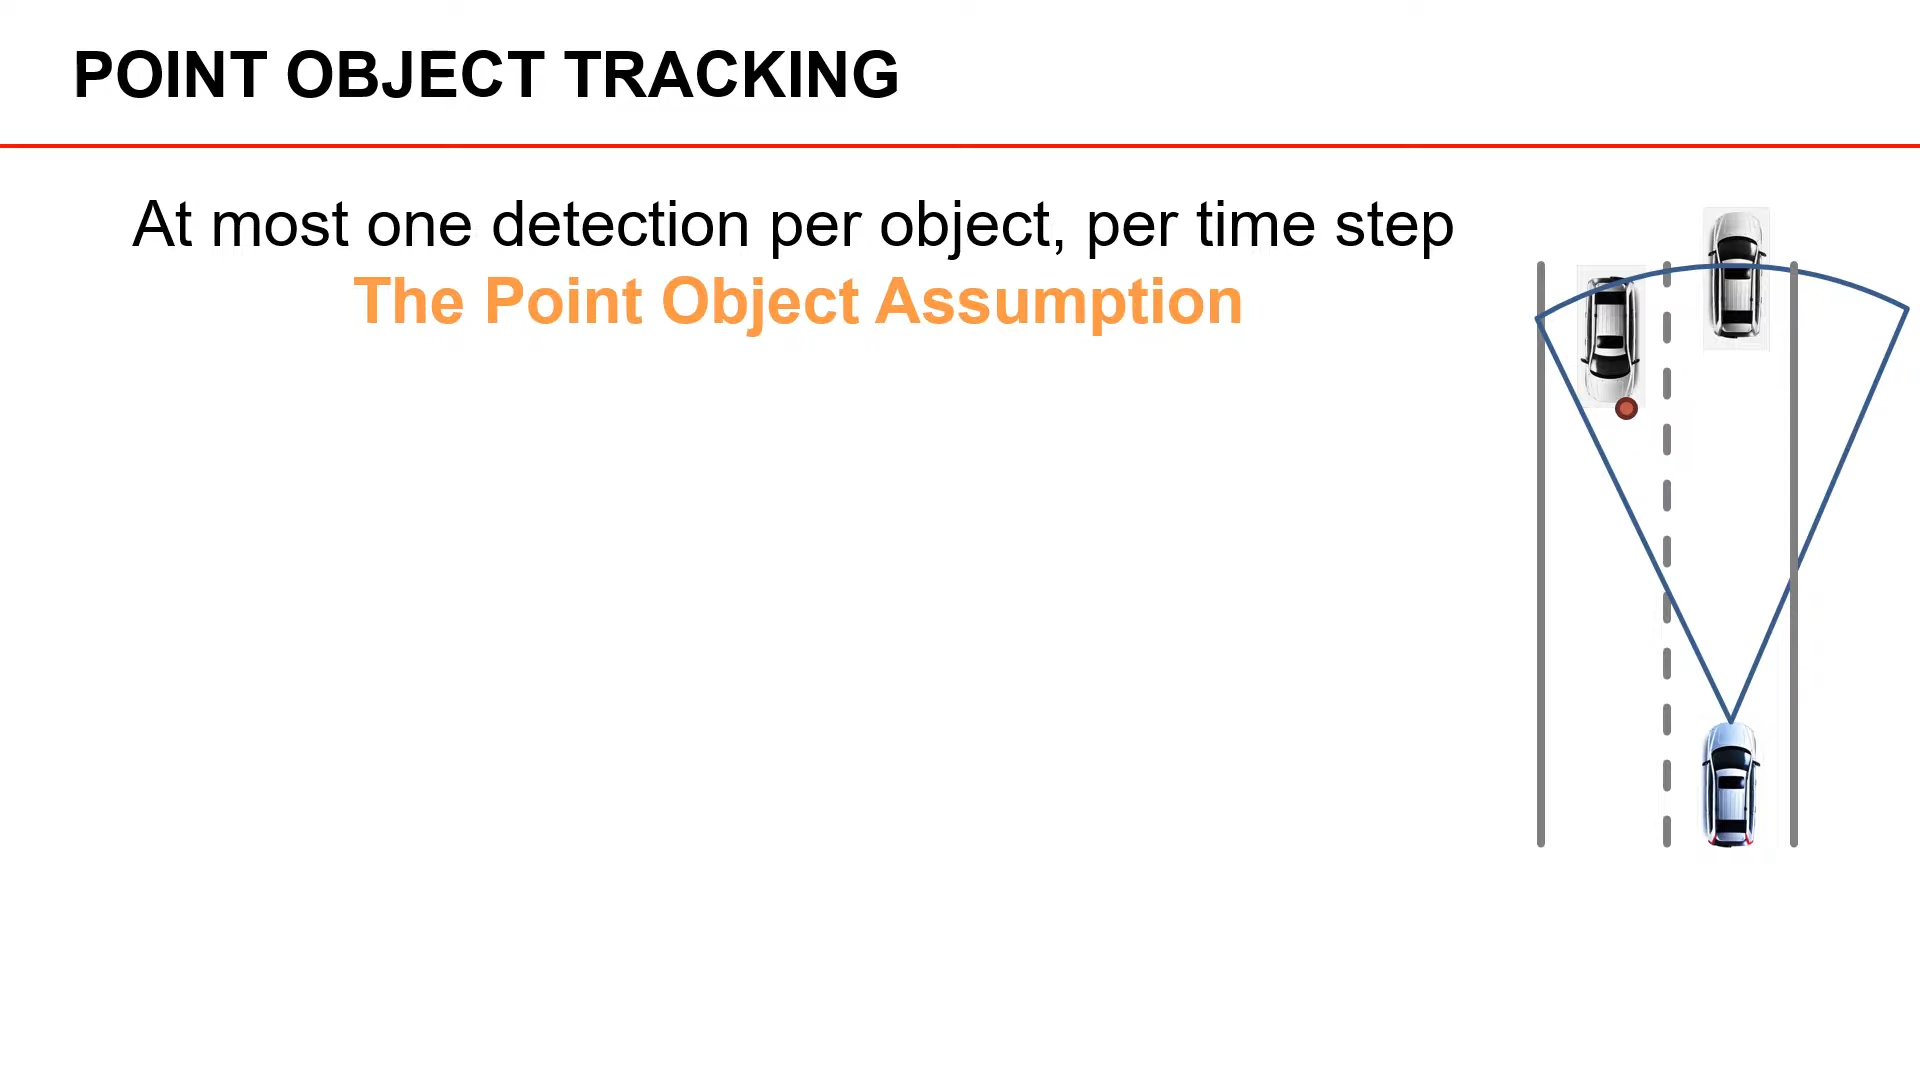 POINT OBJECT TRACKING
At most one detection per object, per time step
The Point Object Assumption